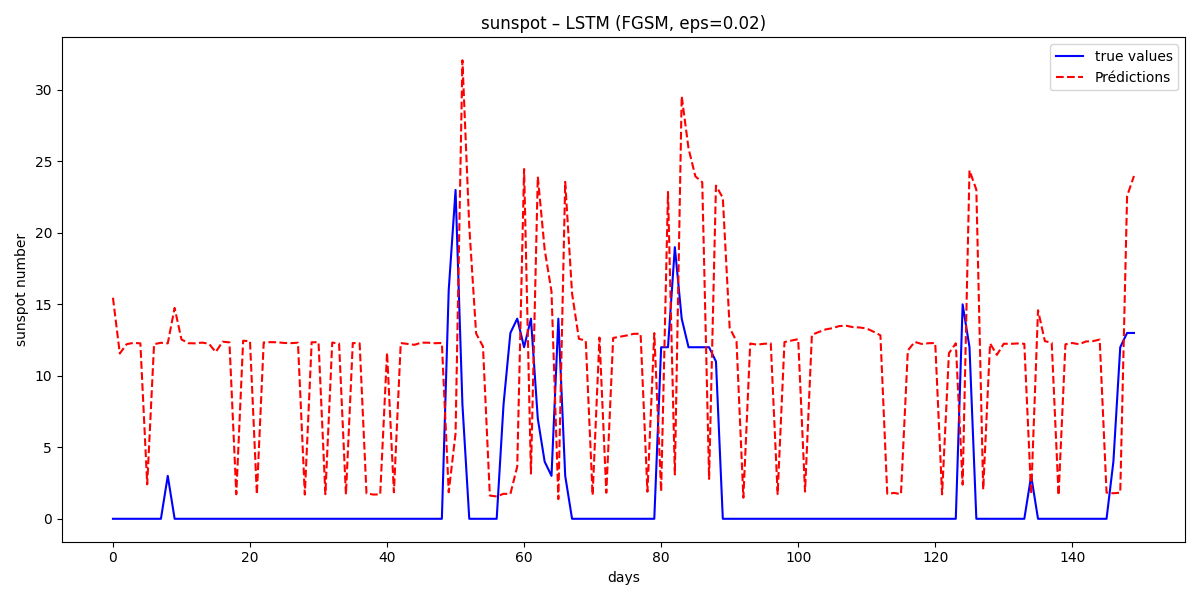 sunspot – LSTM (FGSM, eps=0.02)
true values
Prédictions
sunspot number
30
25
20
15
10
5
0
0 20 40 60 80 100 120 140
days